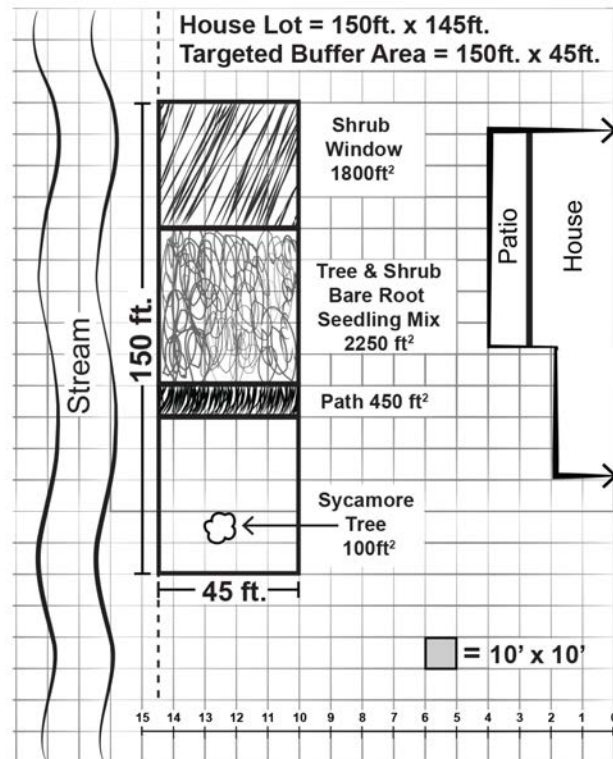 House Lot = 150ft. x 145ft.
Targeted Buffer Area = 150ft. x 45ft.
Shrub
Window
1800ft²
Patio
House
Tree & Shrub
Bare Root
Seedling Mix
2250 ft²
Stream
150 ft.
Path 450 ft²
Sycamore
Tree
100ft²
45 ft.
= 10' x 10'
15 14 13 12 11 10 9 8 7 6 5 4 3 2 1 0